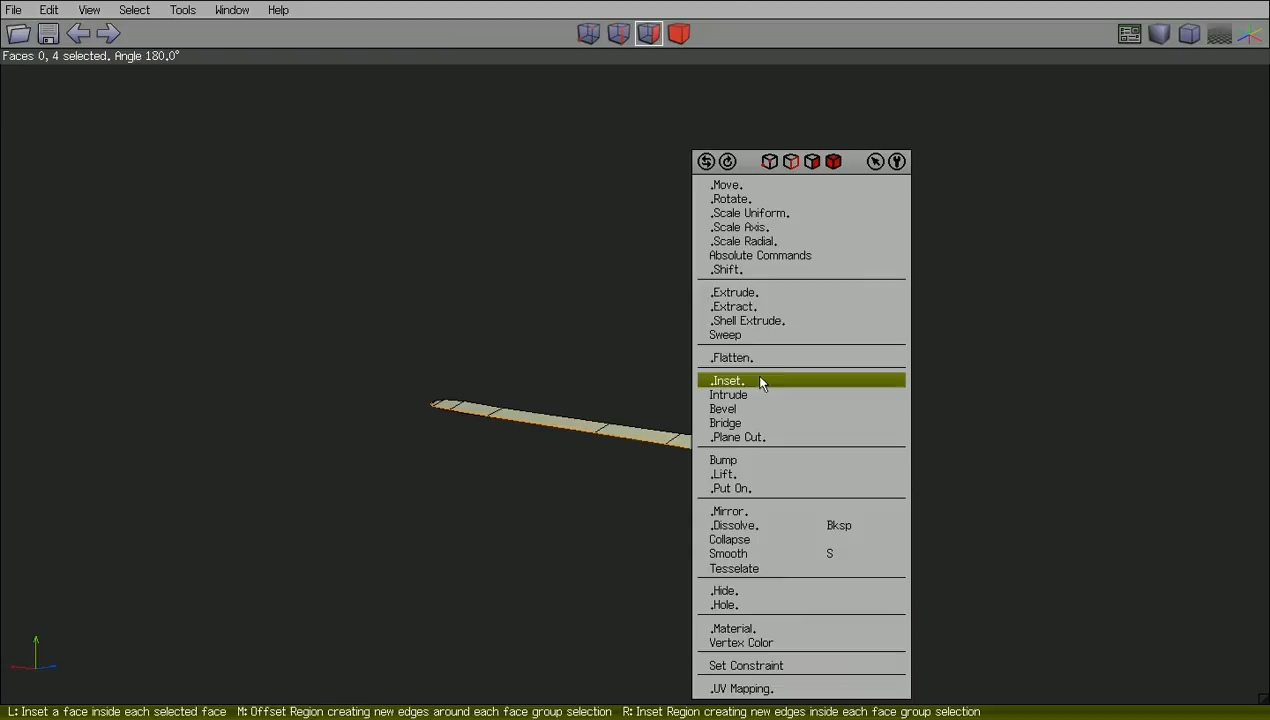 File Edit View Select Tools Window Help
Faces 0, 4 selected. Angle 180.0°
.Move.
.Rotate.
.Scale Uniform.
.Scale Axis.
.Scale Radial.
Absolute Commands
.Shift.
.Extrude.
.Extract.
.Shell Extrude.
Sweep
.Flatten.
.Inset.
Intrude
Bevel
Bridge
.Plane Cut.
Bump
.Lift.
.Put On.
.Mirror.
.Dissolve. Bksp
Collapse
Smooth S
Tesselate
.Hide.
.Hole.
.Material.
Vertex Color
Set Constraint
.UV Mapping.
L: Inset a face inside each selected face M: Offset Region creating new edges around each face group selection R: Inset Region creating new edges inside each face group selection